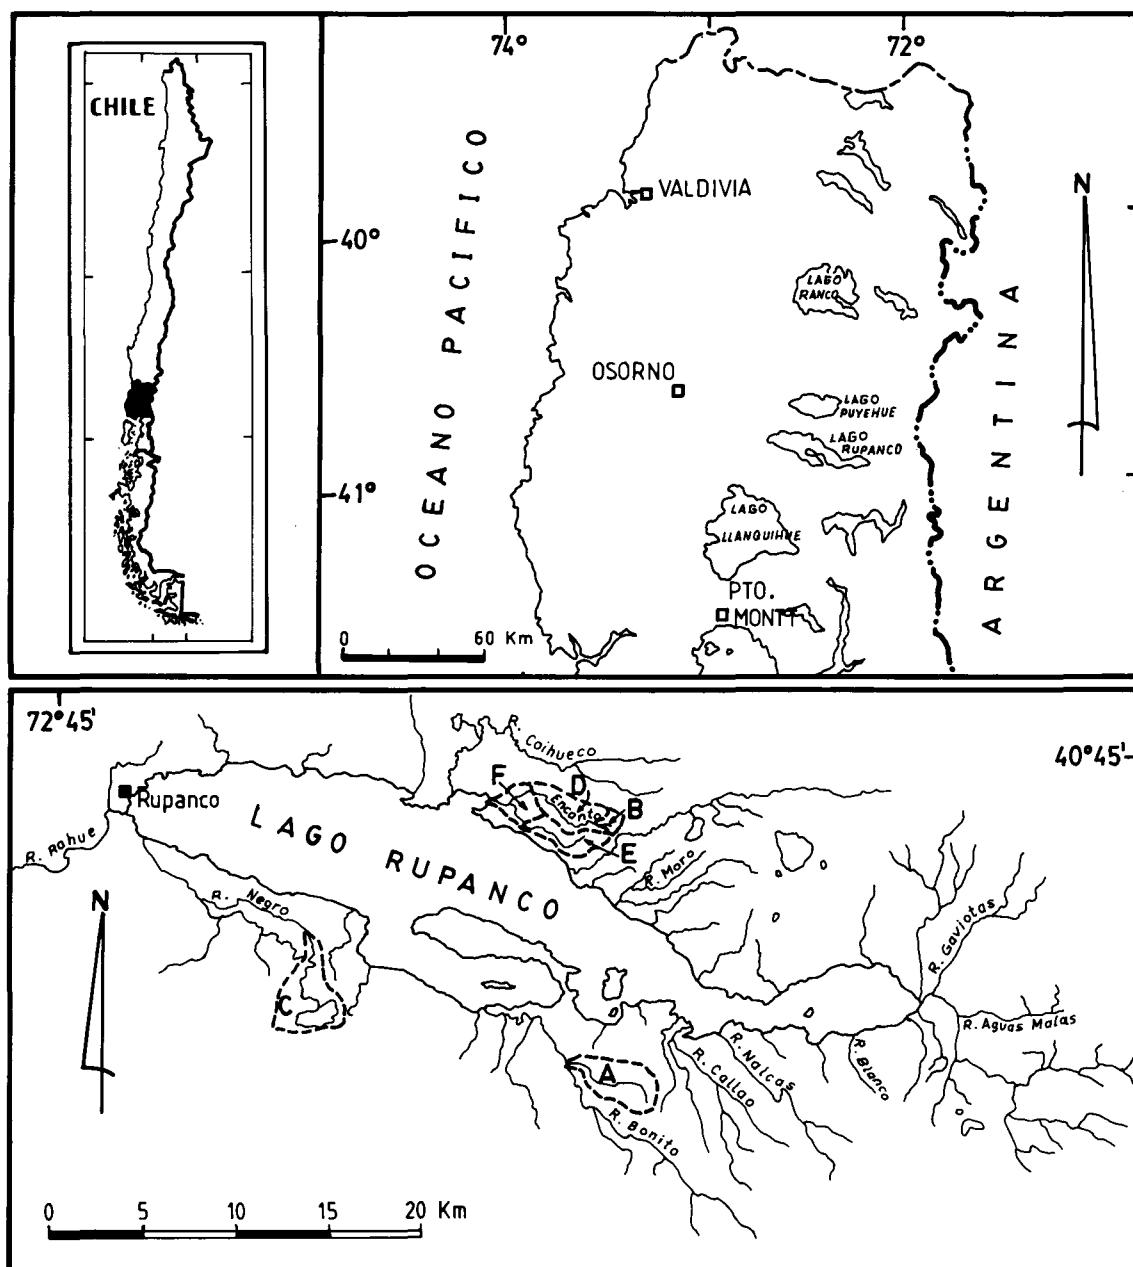 CHILE
74°
72°
OCEANO PACIFICO
VALDIVIA
N
40°
LAGO
RANCO
ARGENTINA
OSORNO
LAGO
PUYEHUE
LAGO
RUPANCO
41°
LAGO
LLANQUIHUE
PTO.
MONTT
0 60 Km
72°45'
40°45'
R. Coihueco
F
D
Encanto
B
E
Rupanco
LAGO RUPANCO
R. Rahue
R. Moro
N
R. Negro
R. Gaviotas
C
R. Aguas Malas
A
R. Nalcas
R. Callao
R. Blanco
R. Bonito
0 5 10 15 20 Km